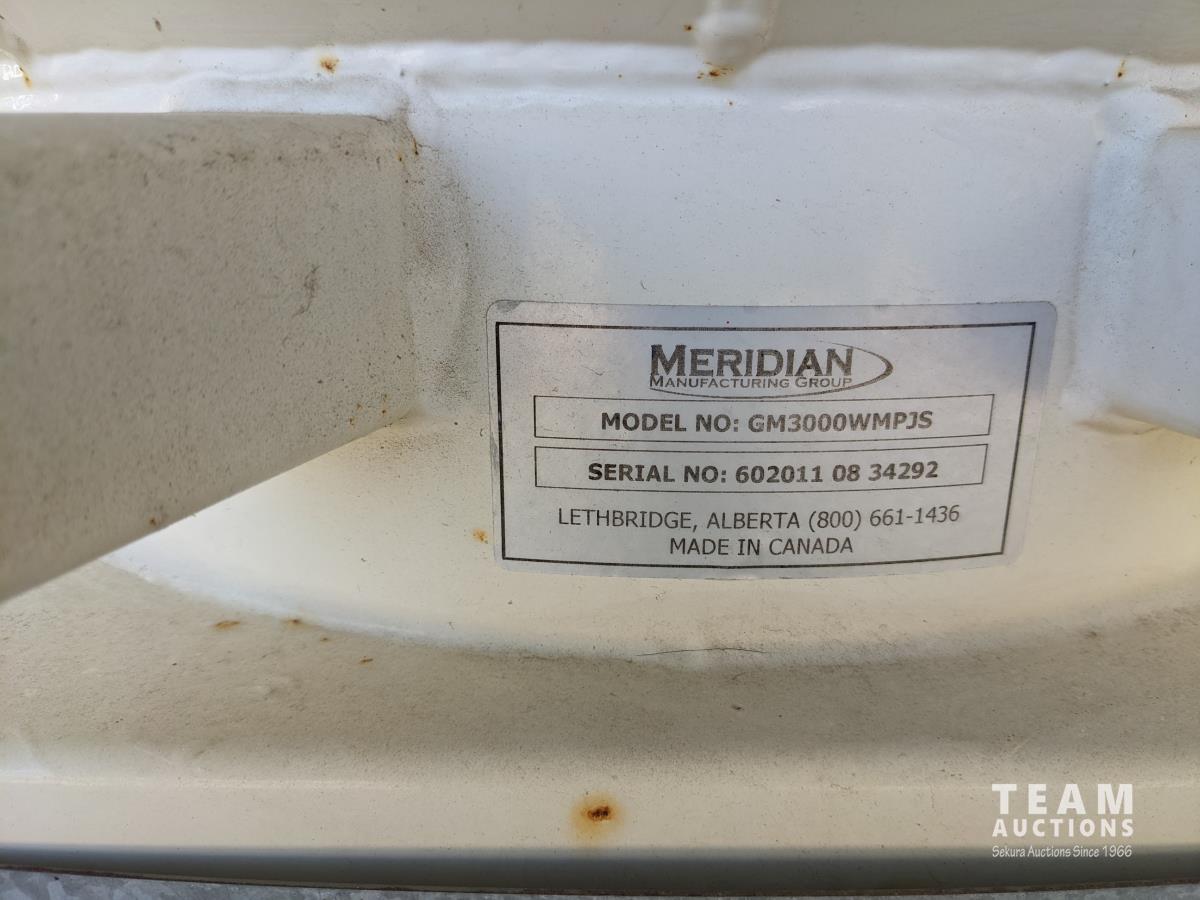 MERIDIAN
MANUFACTURING GROUP
MODEL NO: GM3000WMPJS
SERIAL NO: 602011 08 34292
LETHBRIDGE, ALBERTA (800) 661-1436
MADE IN CANADA
TEAM
AUCTIONS
Sekura Auctions Since 1966